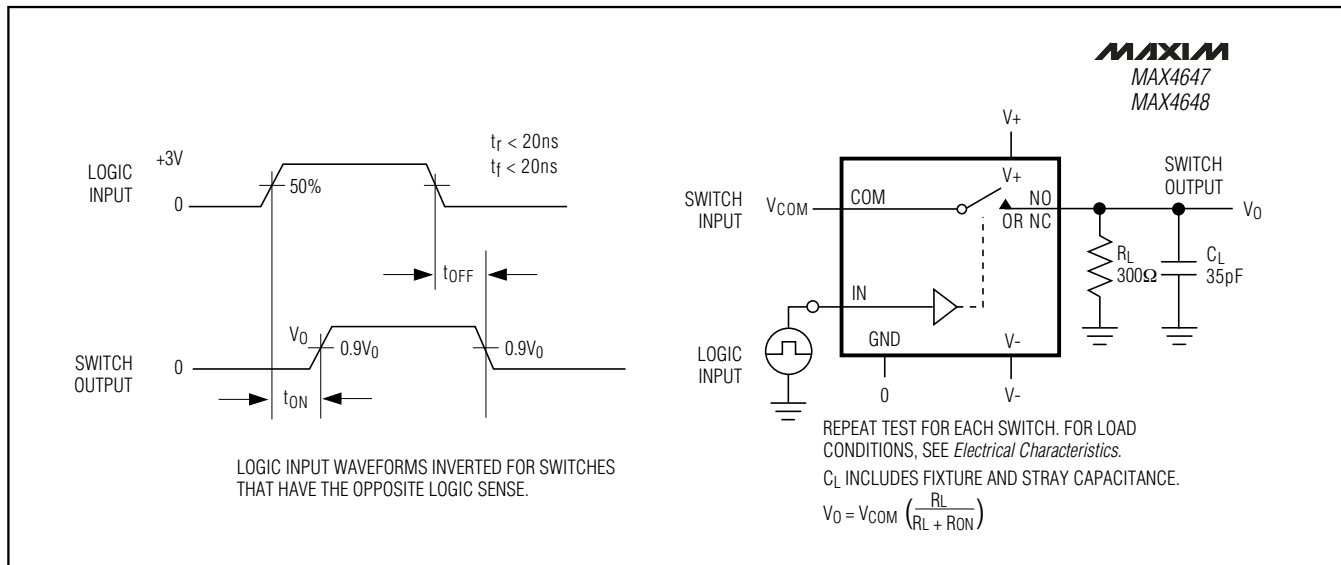 MAXIM
MAX4647
MAX4648
LOGIC
INPUT
+3V
0
50%
tr < 20ns
tf < 20ns
tOFF
SWITCH
OUTPUT
0
VO
0.9V0
0.9V0
tON
LOGIC INPUT WAVEFORMS INVERTED FOR SWITCHES
THAT HAVE THE OPPOSITE LOGIC SENSE.
V+
V+
SWITCH
INPUT
VCOM
COM
NO
OR NC
SWITCH
OUTPUT
VO
RL
300Ω
CL
35pF
IN
LOGIC
INPUT
GND
0
V-
V-
REPEAT TEST FOR EACH SWITCH. FOR LOAD
CONDITIONS, SEE Electrical Characteristics.
CL INCLUDES FIXTURE AND STRAY CAPACITANCE.
VO = VCOM (RL / RL + RON)